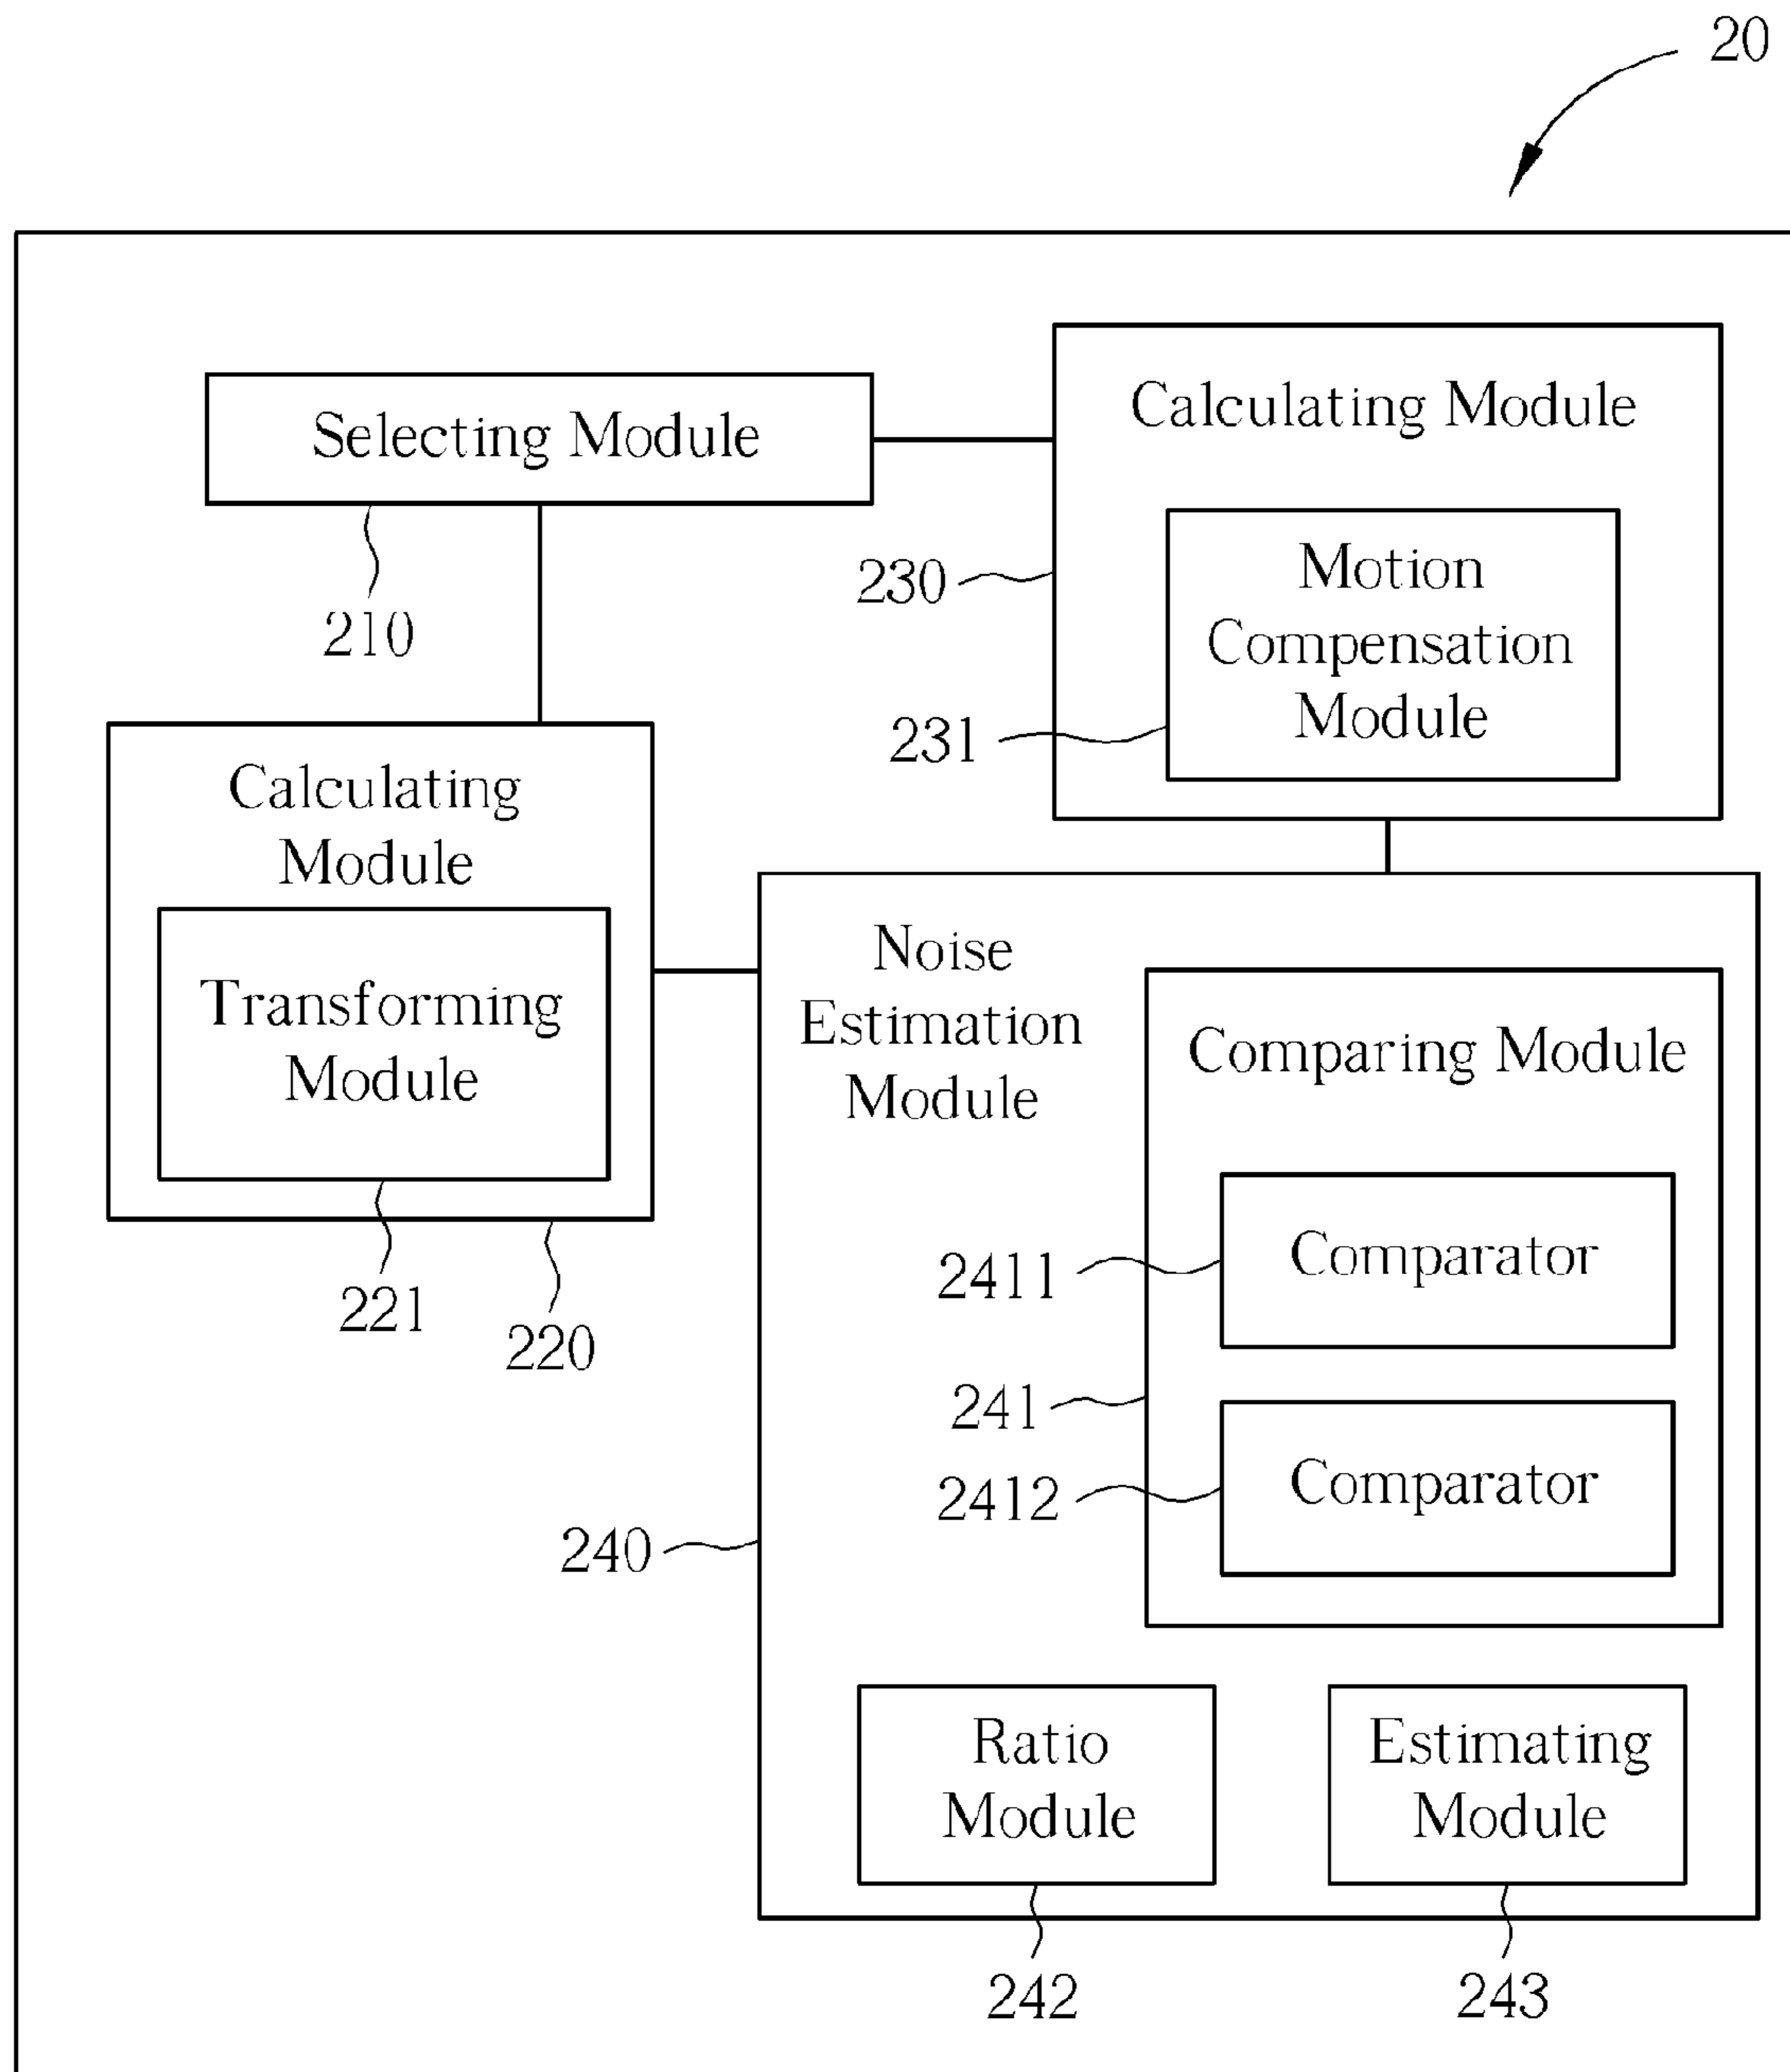 20
Selecting Module
210
Calculating Module
230
Motion
Compensation
Module
231
Calculating
Module
Transforming
Module
221
220
Noise
Estimation
Module
240
Comparing Module
Comparator
2411
241
Comparator
2412
Ratio
Module
242
Estimating
Module
243